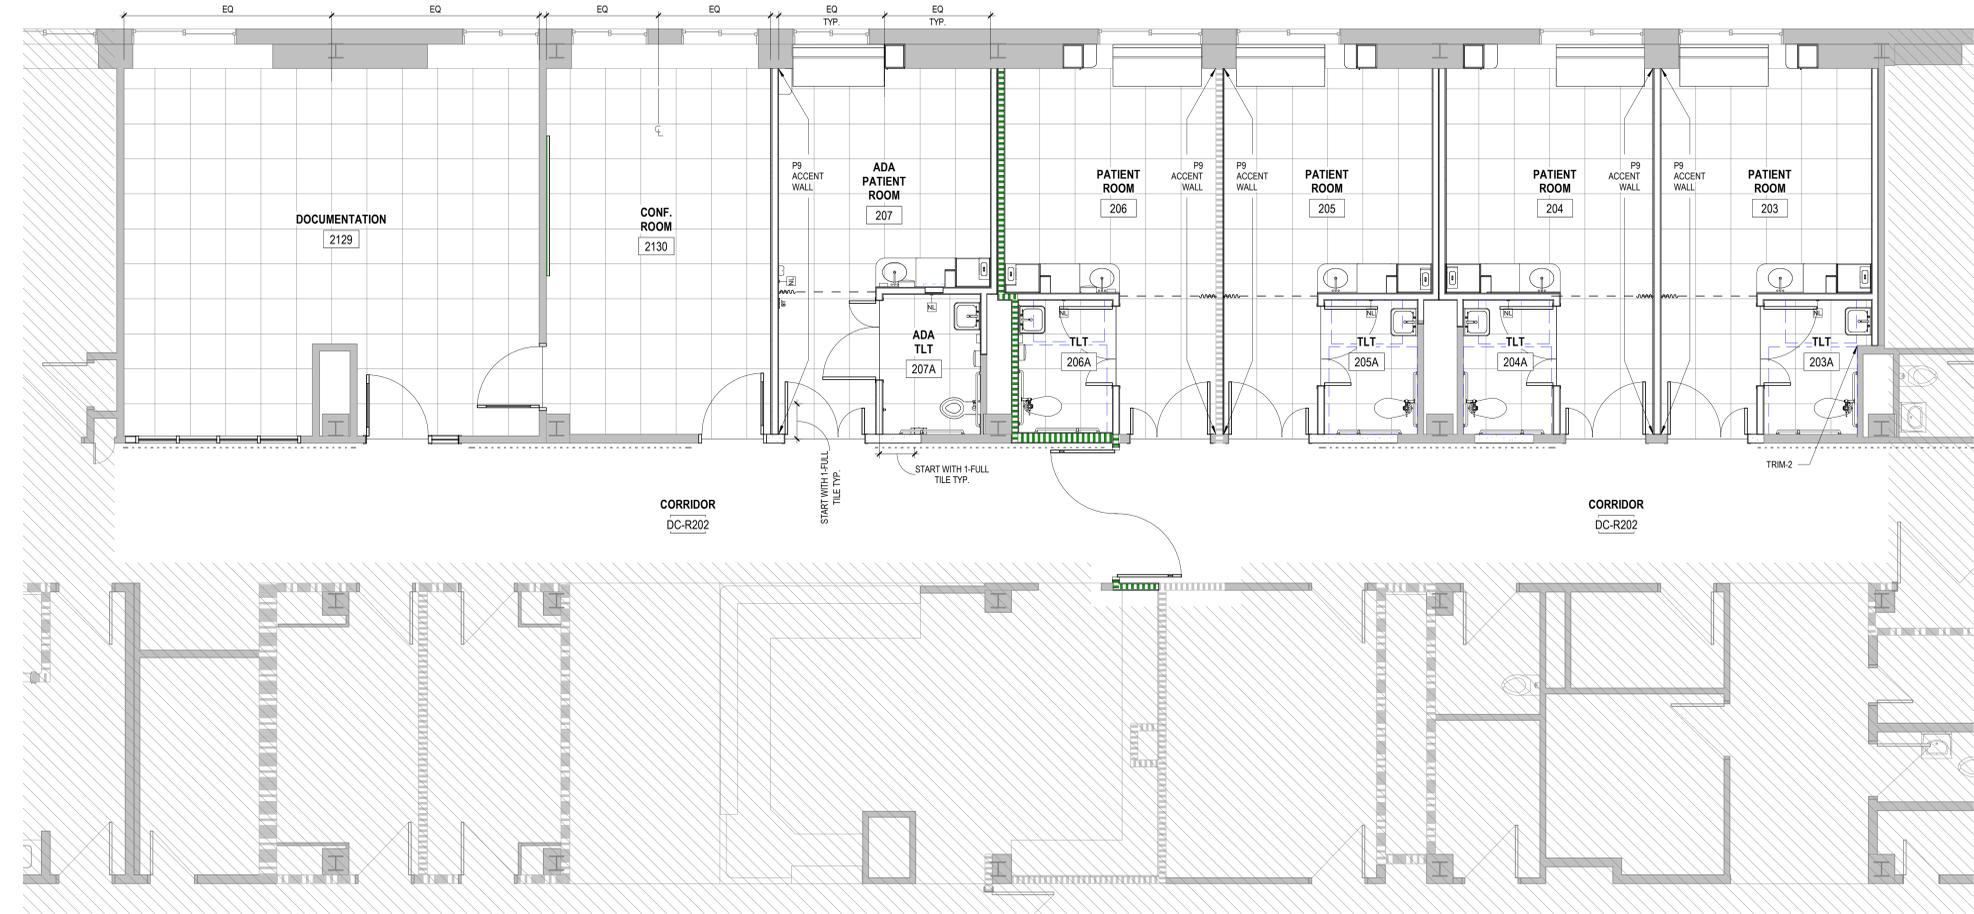 EQ
EQ
EQ
EQ
EQ
TYP.
EQ
TYP.
CL
P9
ACCENT
WALL
ADA
PATIENT
ROOM
207
PATIENT
ROOM
206
P9
ACCENT
WALL
P9
ACCENT
WALL
PATIENT
ROOM
205
PATIENT
ROOM
204
P9
ACCENT
WALL
P9
ACCENT
WALL
PATIENT
ROOM
203
DOCUMENTATION
2129
CONF.
ROOM
2130
NL
NL
NL
NL
NL
NL
ADA
TLT
207A
TLT
206A
TLT
205A
TLT
204A
TLT
203A
START WITH 1-FULL
TILE TYP.
START WITH 1-FULL
TILE TYP.
TRIM-2
CORRIDOR
DC-R202
CORRIDOR
DC-R202